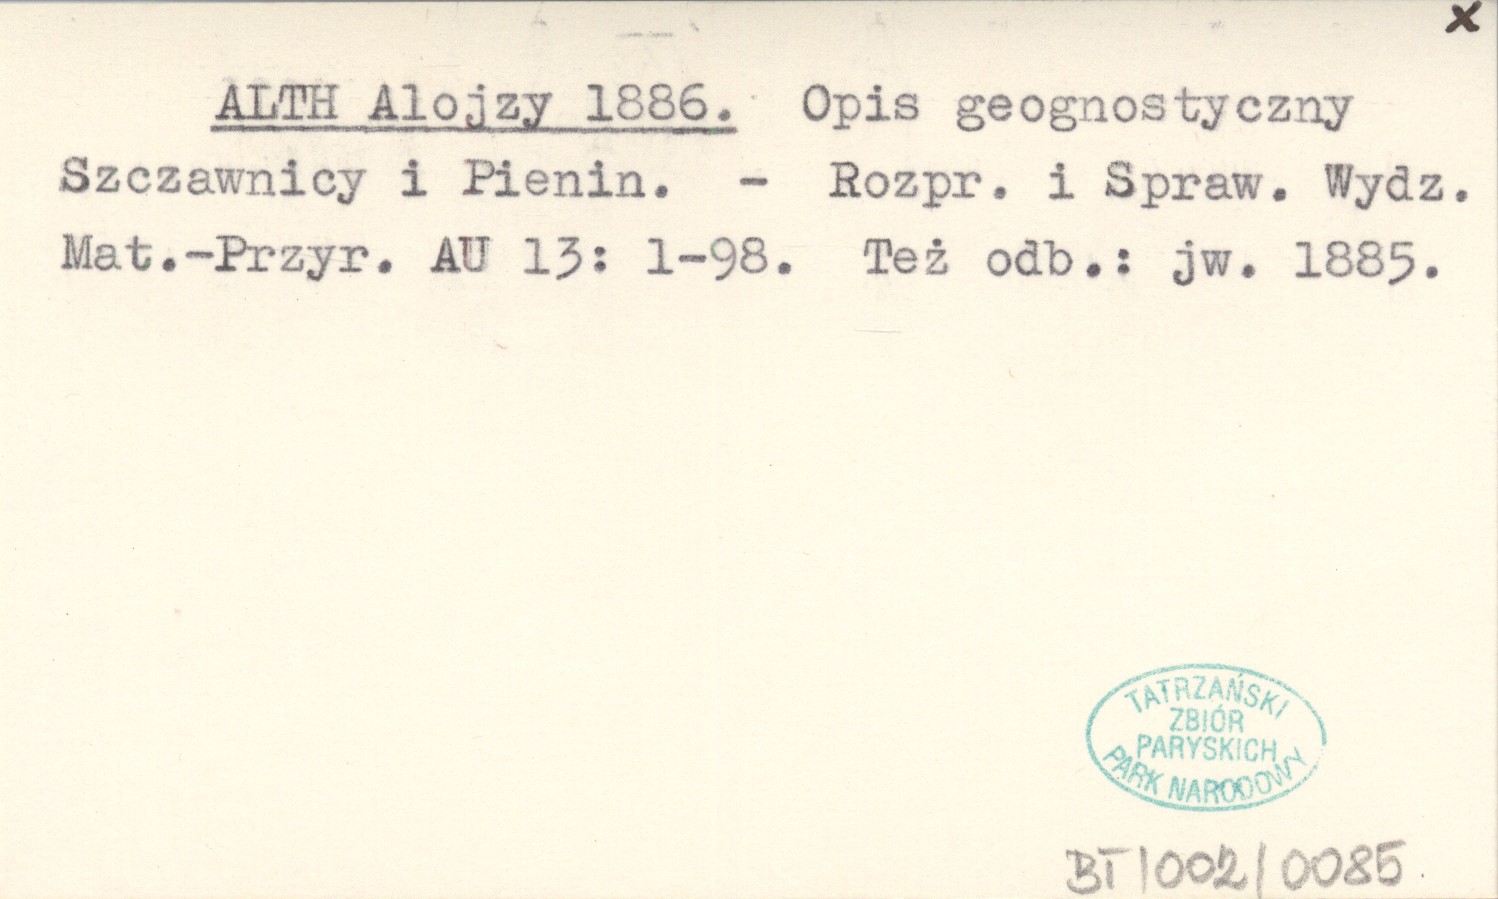 x
ALTH Alojzy 1886. Opis geognostyczny
Szczawnicy i Pienin. - Rozpr. i Spraw. Wydz.
Mat.-Przyr. AU 13: 1-98. Też odb.: jw. 1885.
TATRZAŃSKI
ZBIÓR
PARYSKICH
PARK NARODOWY
BT/002/0085